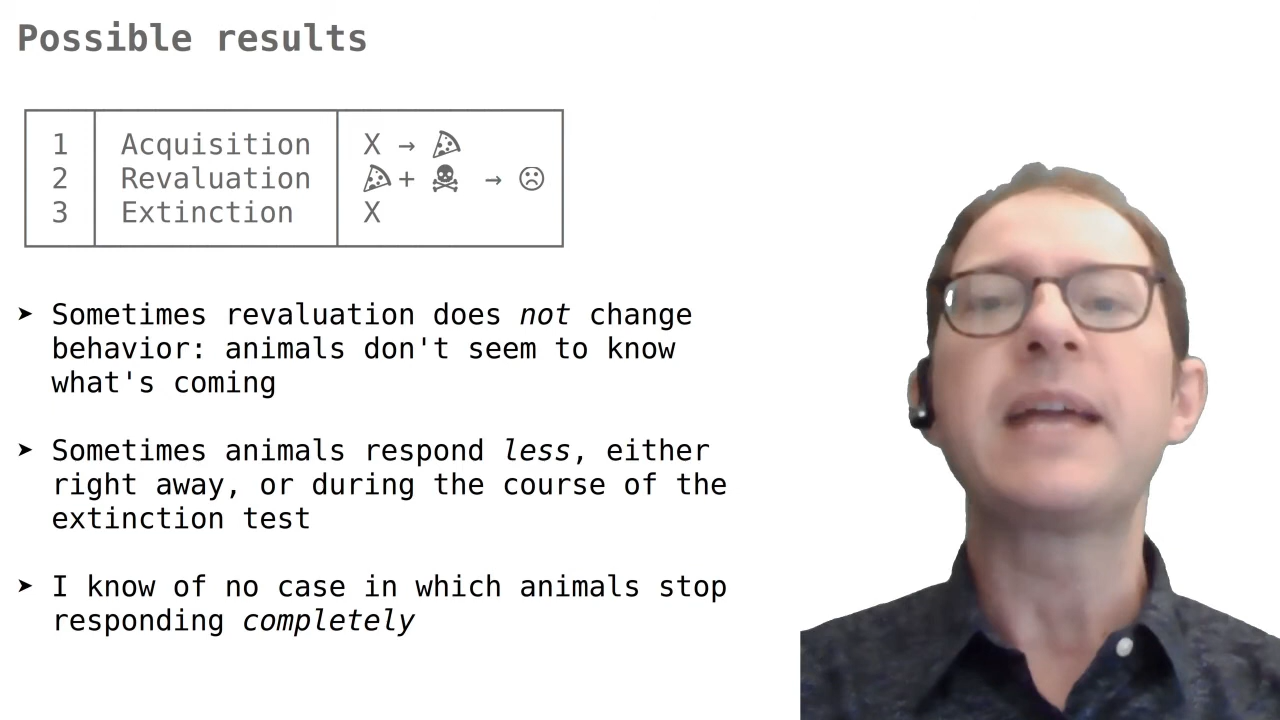 Possible results
1 Acquisition X → 🍕
2 Revaluation 🍕+ ☠ → ☹
3 Extinction X
➤ Sometimes revaluation does not change
behavior: animals don't seem to know
what's coming
➤ Sometimes animals respond less, either
right away, or during the course of the
extinction test
➤ I know of no case in which animals stop
responding completely